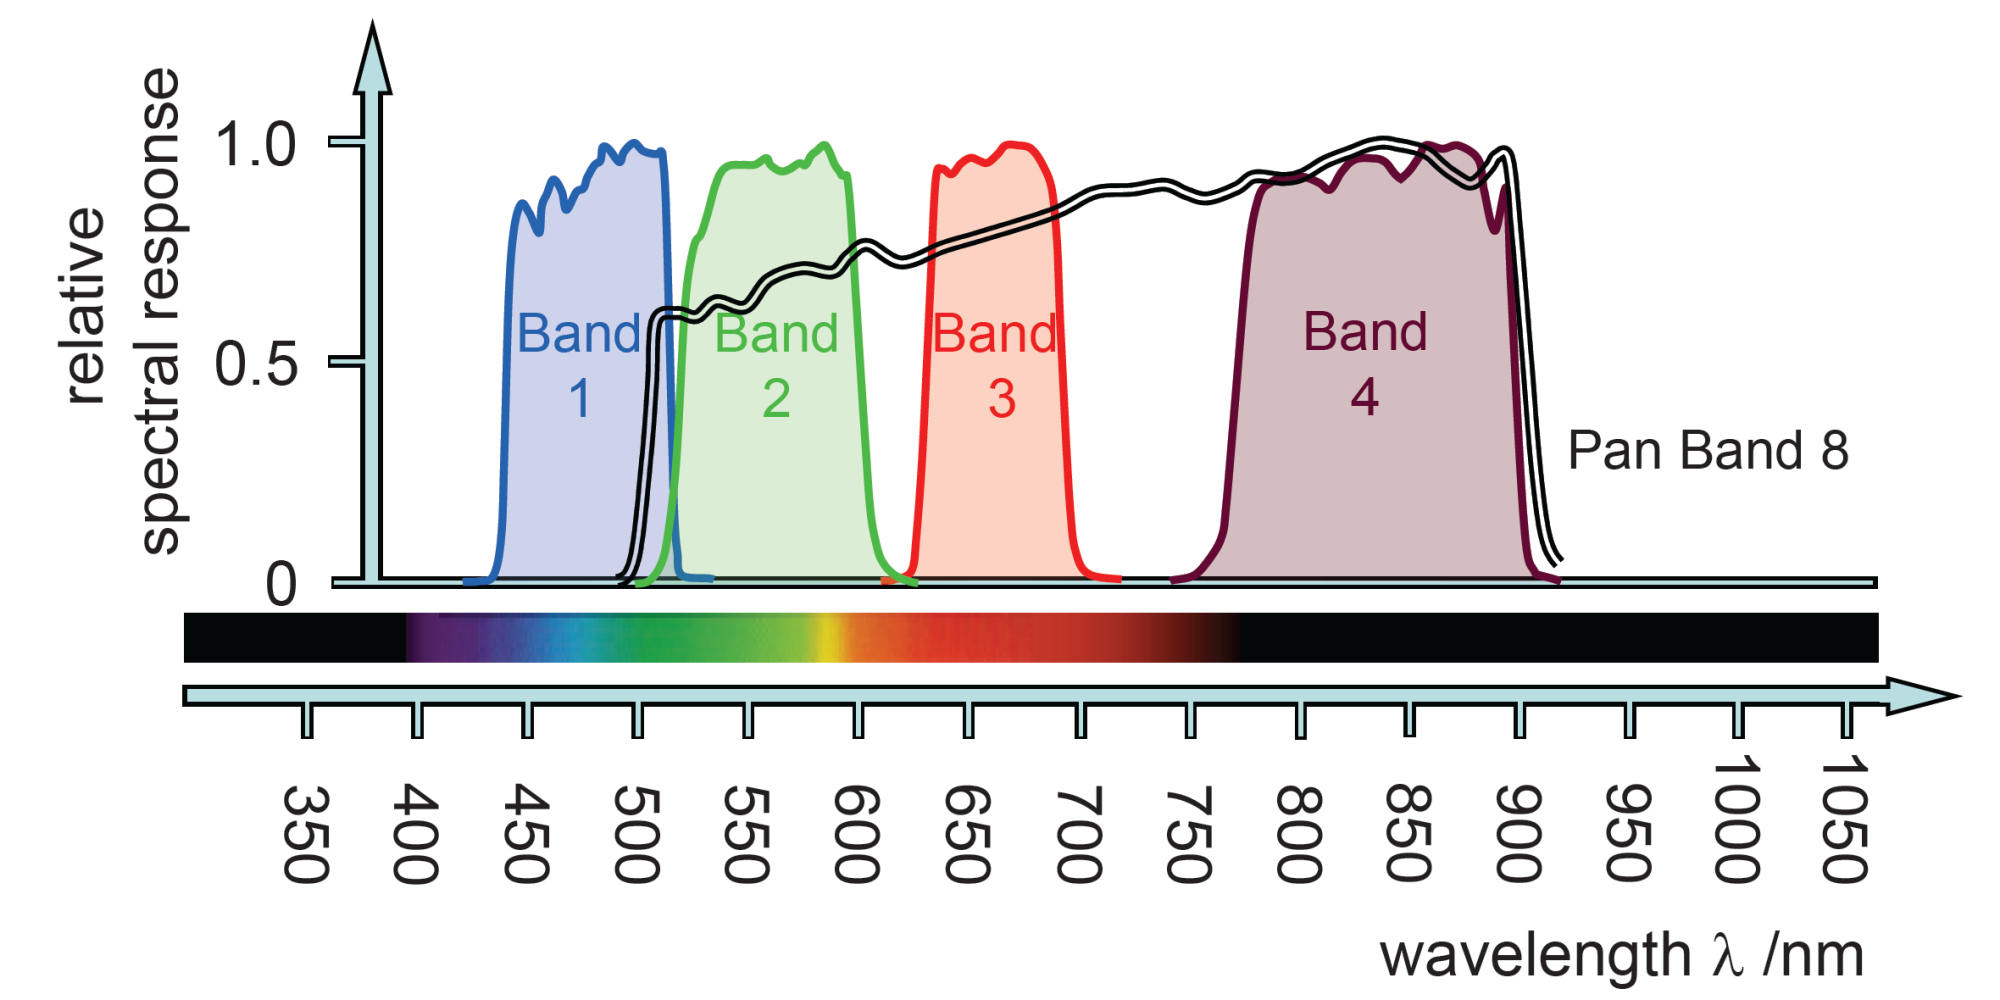 relative
spectral response
1.0
0.5
0
Band
1
Band
2
Band
3
Band
4
Pan Band 8
350
400
450
500
550
600
650
700
750
800
850
900
950
1000
1050
wavelength λ /nm